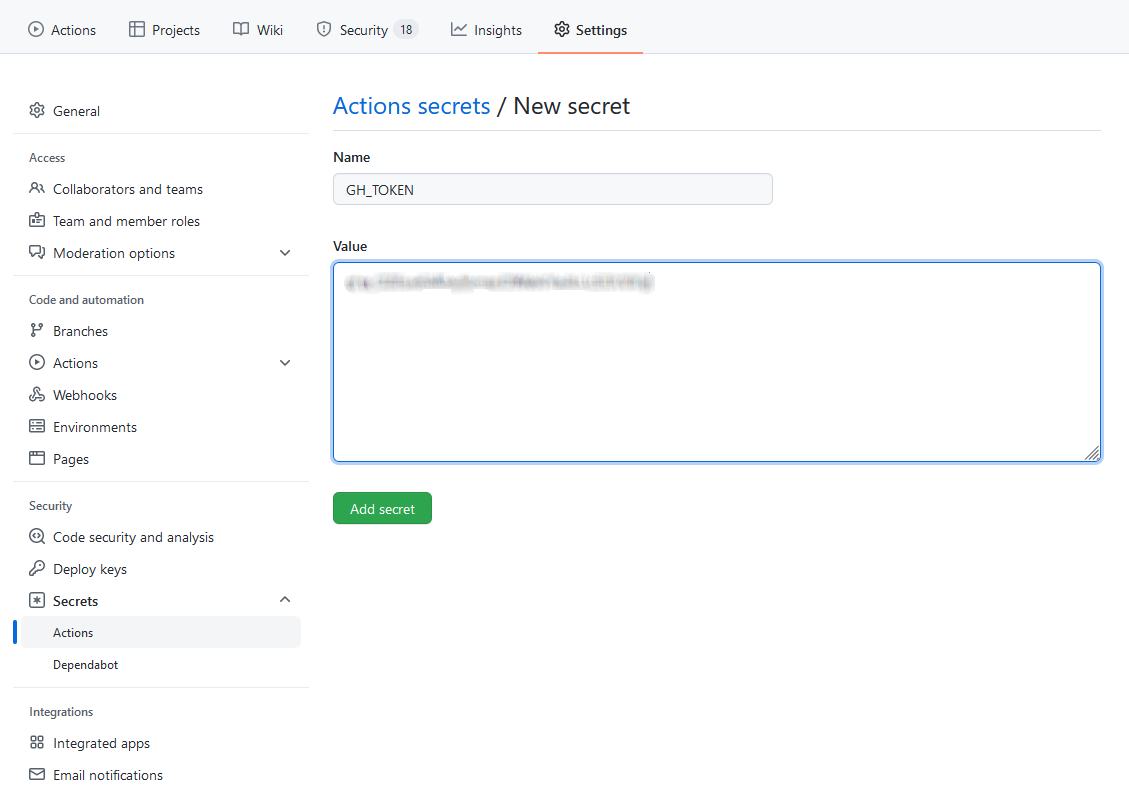 Actions Projects Wiki Security 18 Insights Settings
General
Access
Collaborators and teams
Team and member roles
Moderation options
Code and automation
Branches
Actions
Webhooks
Environments
Pages
Security
Code security and analysis
Deploy keys
Secrets
Actions
Dependabot
Integrations
Integrated apps
Email notifications
Actions secrets / New secret
Name
GH_TOKEN
Value
Add secret